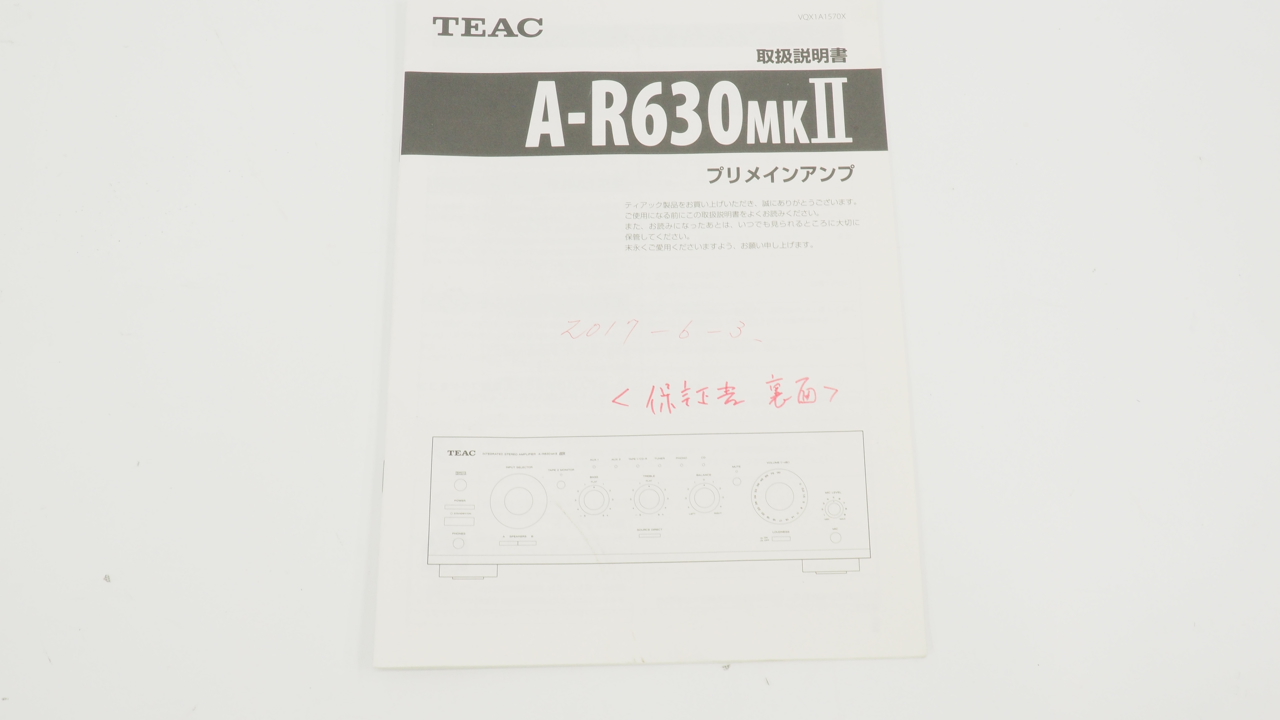 TEAC
取扱説明書
A-R630MKII
プリメインアンプ
ティアック製品をお買い上げいただき、誠にありがとうございます。
ご使用になる前にこの取扱説明書をよくお読みください。
また、お読みになったあとは、いつでも見られるところに大切に
保管してください。
末永くご愛用くださいますよう、お願い申し上げます。
2017-6-3
<保証書 裏面>
TEAC